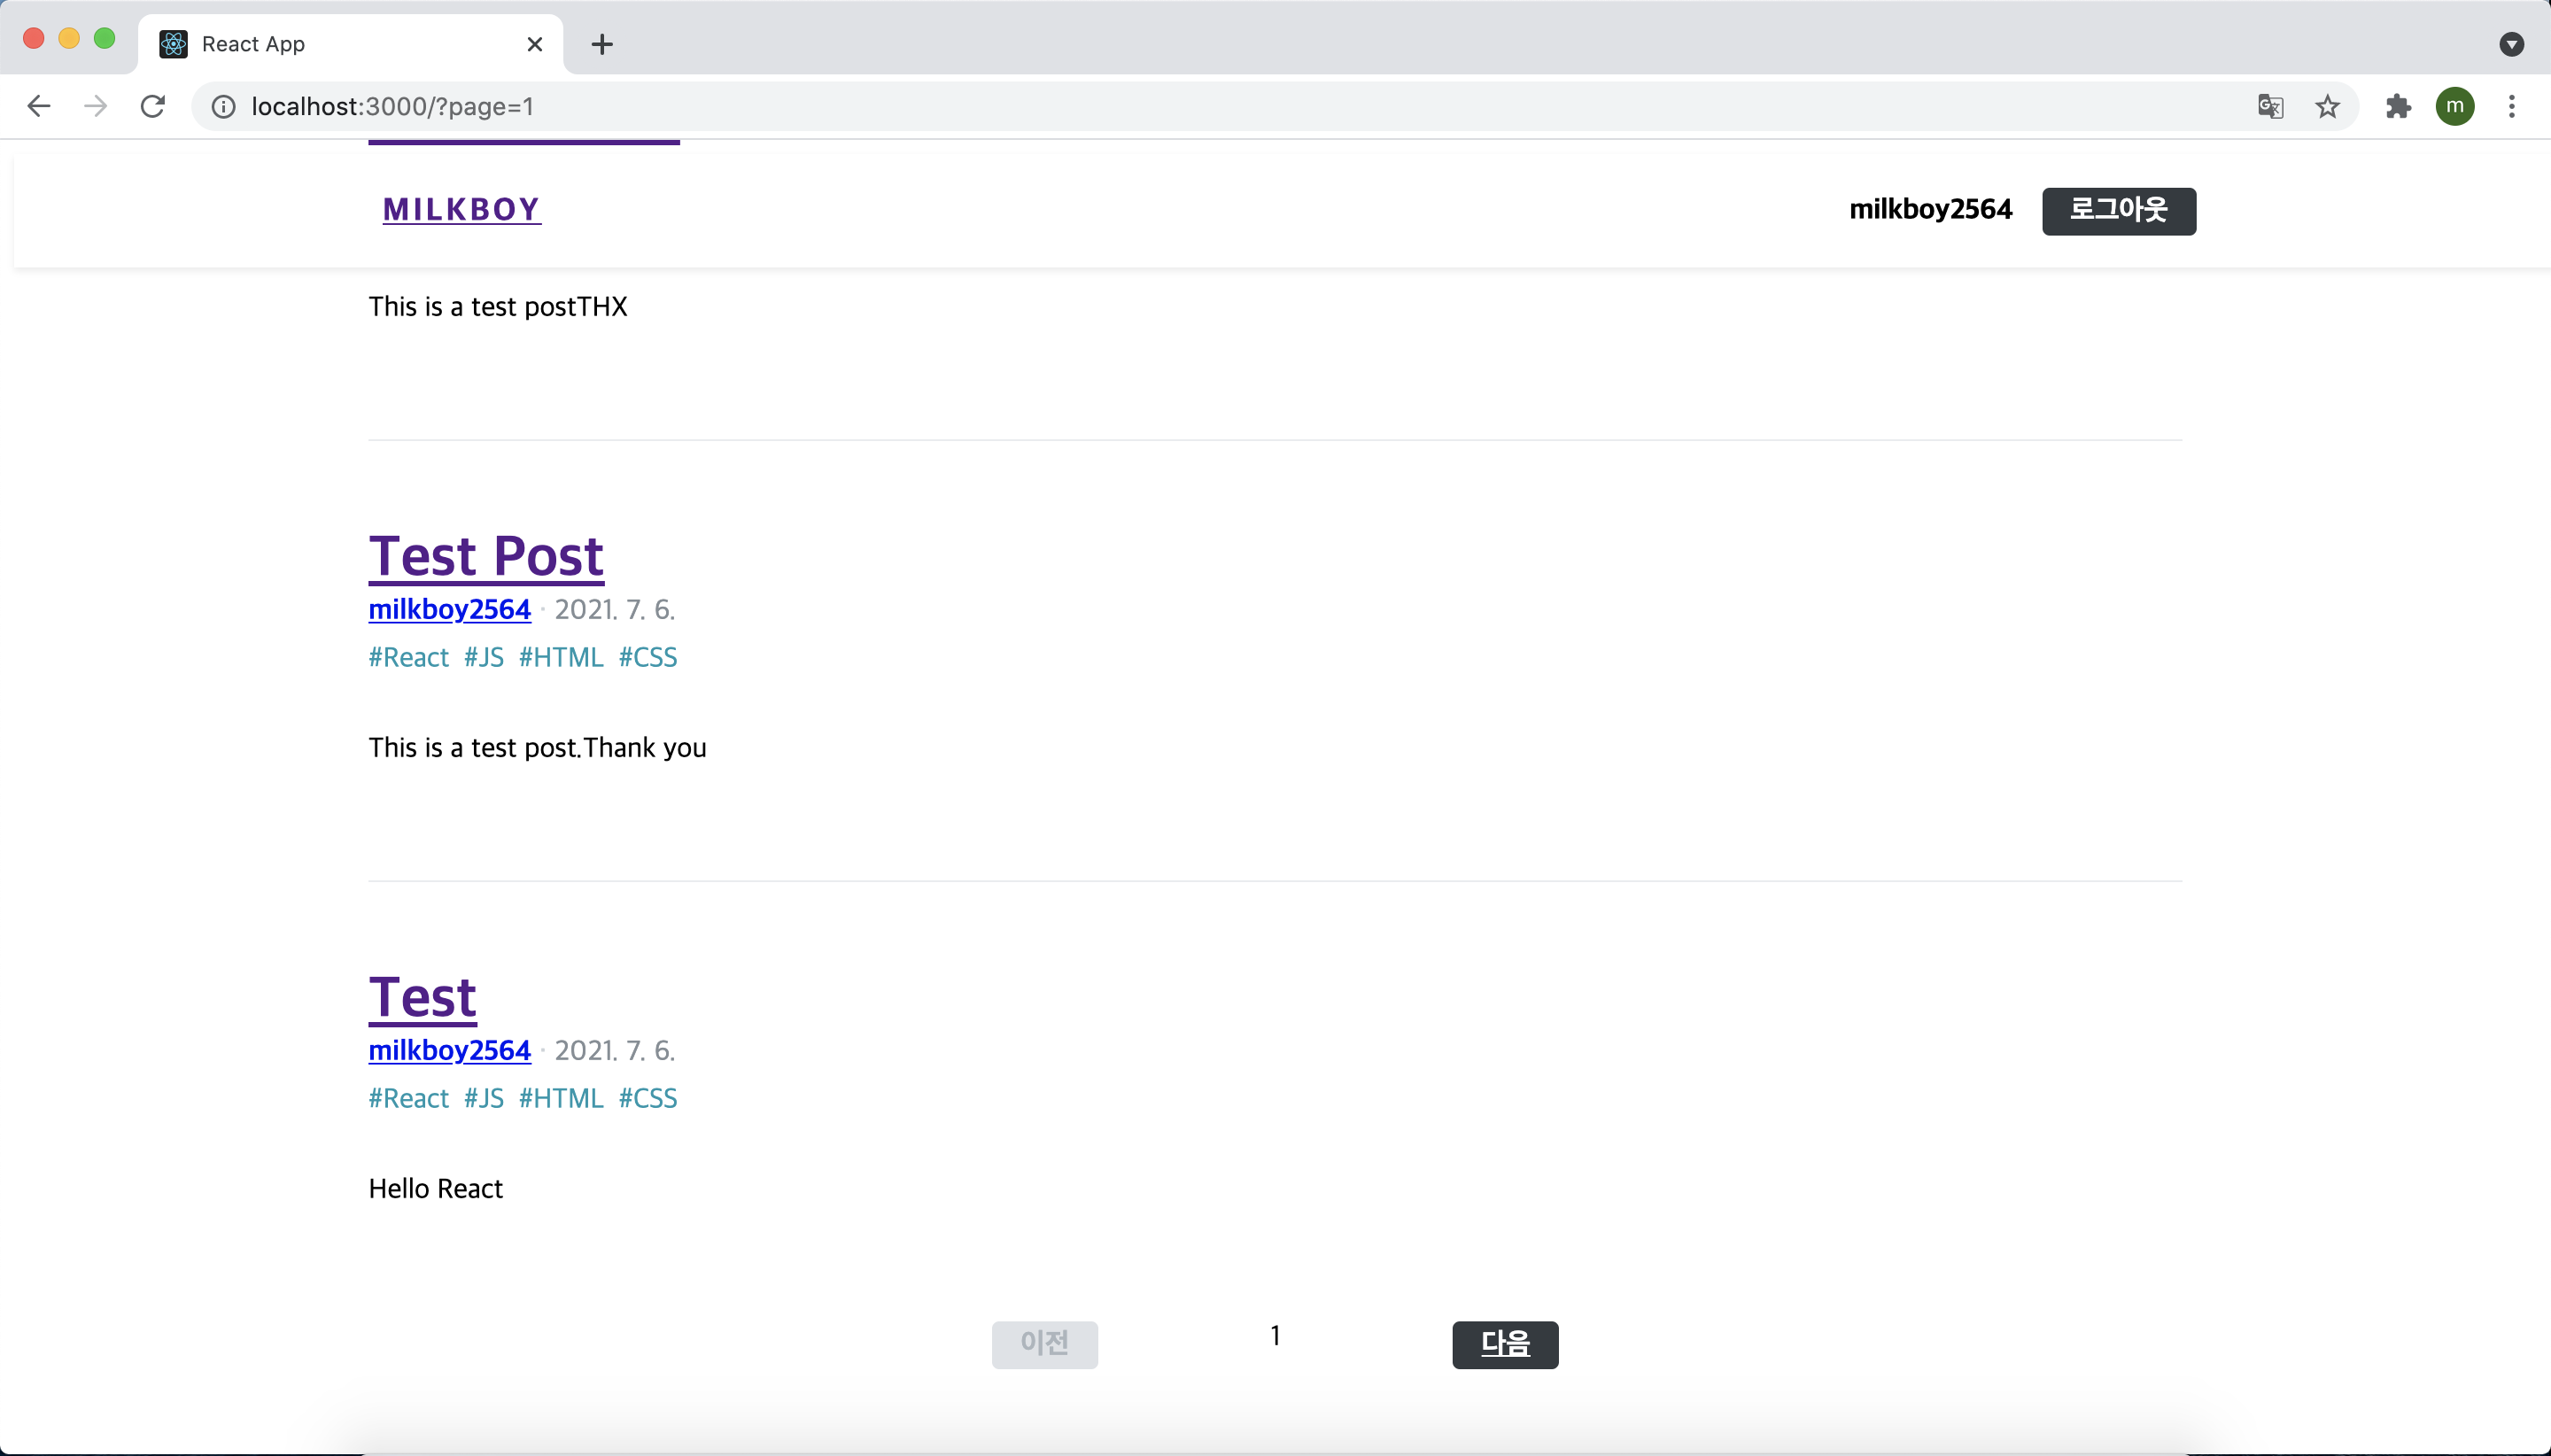 React App
localhost:3000/?page=1
m
MILKBOY
milkboy2564 로그아웃
This is a test postTHX
Test Post
milkboy2564 · 2021. 7. 6.
#React #JS #HTML #CSS
This is a test post.Thank you
Test
milkboy2564 · 2021. 7. 6.
#React #JS #HTML #CSS
Hello React
이전 1 다음